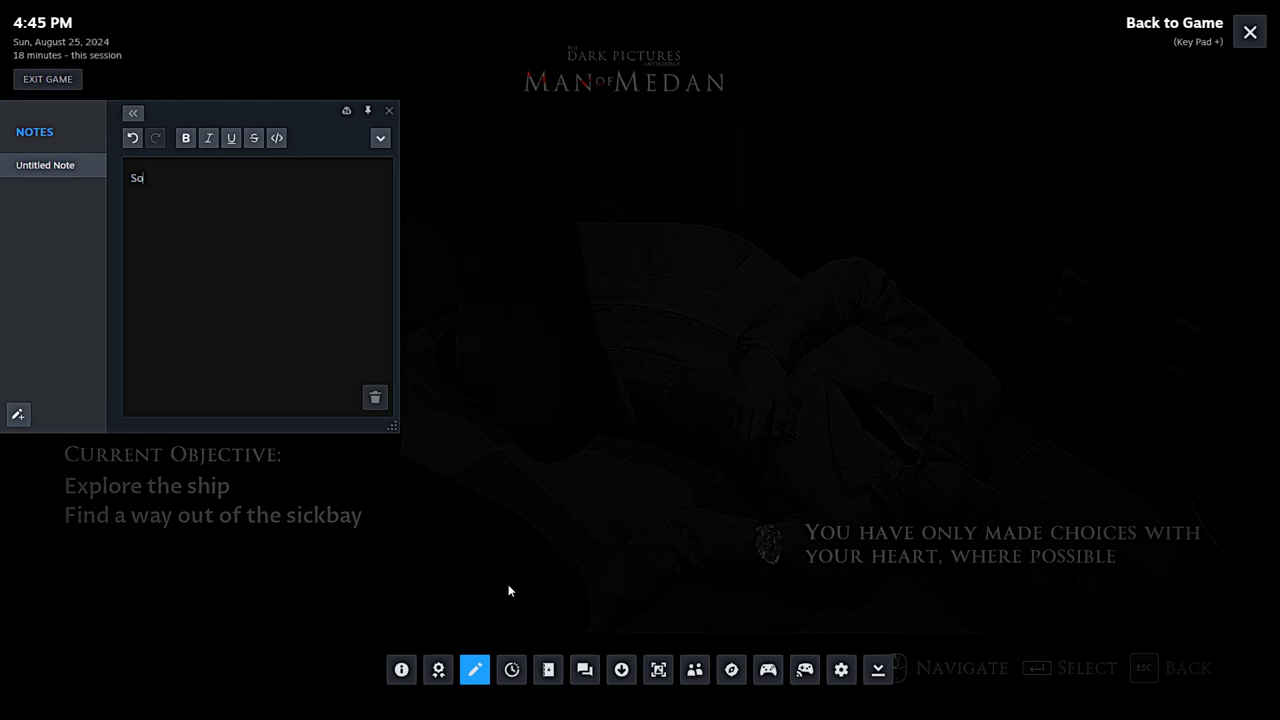 4:45 PM
Sun, August 25, 2024
18 minutes - this session
EXIT GAME
Back to Game
(Key Pad +)
THE
DARK PICTURES
ANTHOLOGY
MAN OF MEDAN
NOTES
Untitled Note
B I U S </>
So
CURRENT OBJECTIVE:
Explore the ship
Find a way out of the sickbay
YOU HAVE ONLY MADE CHOICES WITH
YOUR HEART, WHERE POSSIBLE
NAVIGATE SELECT ESC BACK